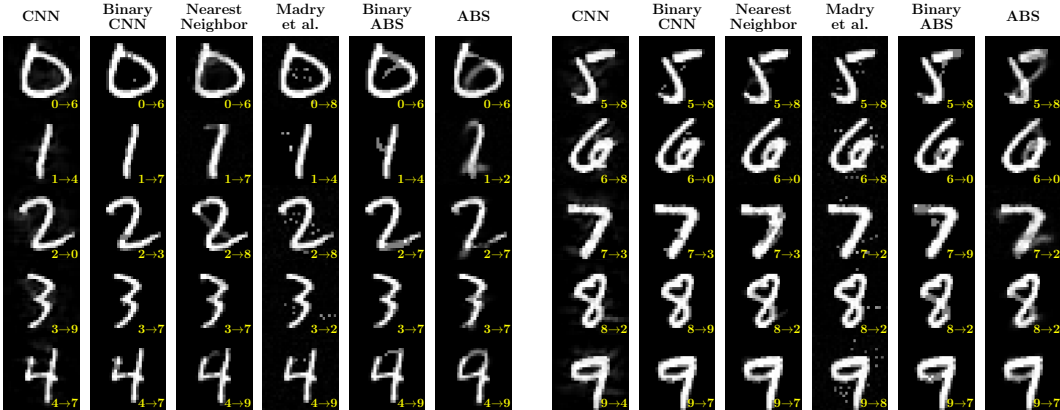 CNN Binary CNN Nearest Neighbor Madry et al. Binary ABS ABS CNN Binary CNN Nearest Neighbor Madry et al. Binary ABS ABS
0→6 0→6 0→6 0→8 0→6 0→6 5→8 5→8 5→8 5→8 5→8 5→8
1→4 1→7 1→7 1→4 1→4 1→2 6→8 6→0 6→0 6→8 6→0 6→0
2→0 2→3 2→8 2→8 2→7 2→7 7→3 7→3 7→3 7→2 7→9 7→2
3→9 3→7 3→7 3→2 3→7 3→7 8→2 8→9 8→2 8→2 8→2 8→2
4→7 4→7 4→9 4→9 4→9 4→9 9→4 9→7 9→7 9→8 9→7 9→7